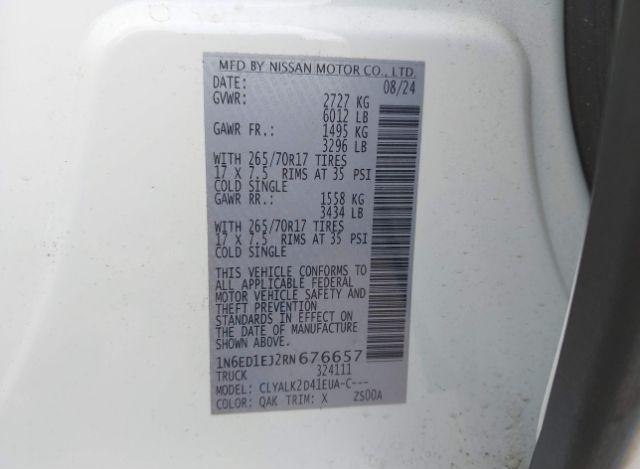 MFD BY NISSAN MOTOR CO., LTD.
DATE: 08/24
GVWR: 2727 KG
6012 LB
GAWR FR.: 1495 KG
3296 LB
WITH 265/70R17 TIRES
17 X 7.5 RIMS AT 35 PSI
COLD SINGLE
GAWR RR.: 1558 KG
3434 LB
WITH 265/70R17 TIRES
17 X 7.5 RIMS AT 35 PSI
COLD SINGLE
THIS VEHICLE CONFORMS TO
ALL APPLICABLE FEDERAL
MOTOR VEHICLE SAFETY AND
THEFT PREVENTION
STANDARDS IN EFFECT ON
THE DATE OF MANUFACTURE
SHOWN ABOVE.
1N6ED1EJ2RN676657
TRUCK 324111
MODEL: CLYALK2D41EUA-C---
COLOR: QAK TRIM: X 2S00A